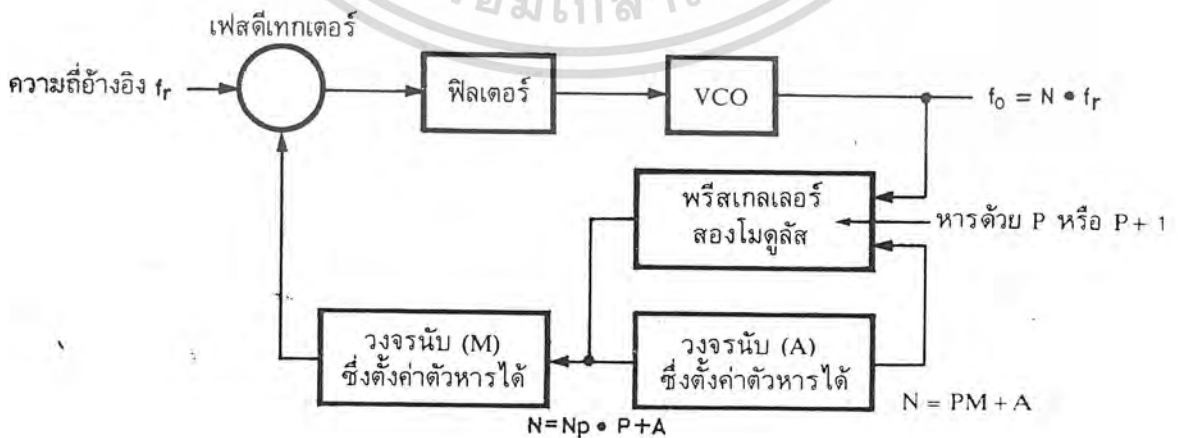 เฟสดีเทกเตอร์
ความถี่อ้างอิง fr
ฟิลเตอร์
VCO
fo = N • fr
พรีสเกลเลอร์
สองโมดูลัส
หารด้วย P หรือ P + 1
วงจรนับ (M)
ซึ่งตั้งค่าตัวหารได้
วงจรนับ (A)
ซึ่งตั้งค่าตัวหารได้
N = PM + A
N=Np • P+A